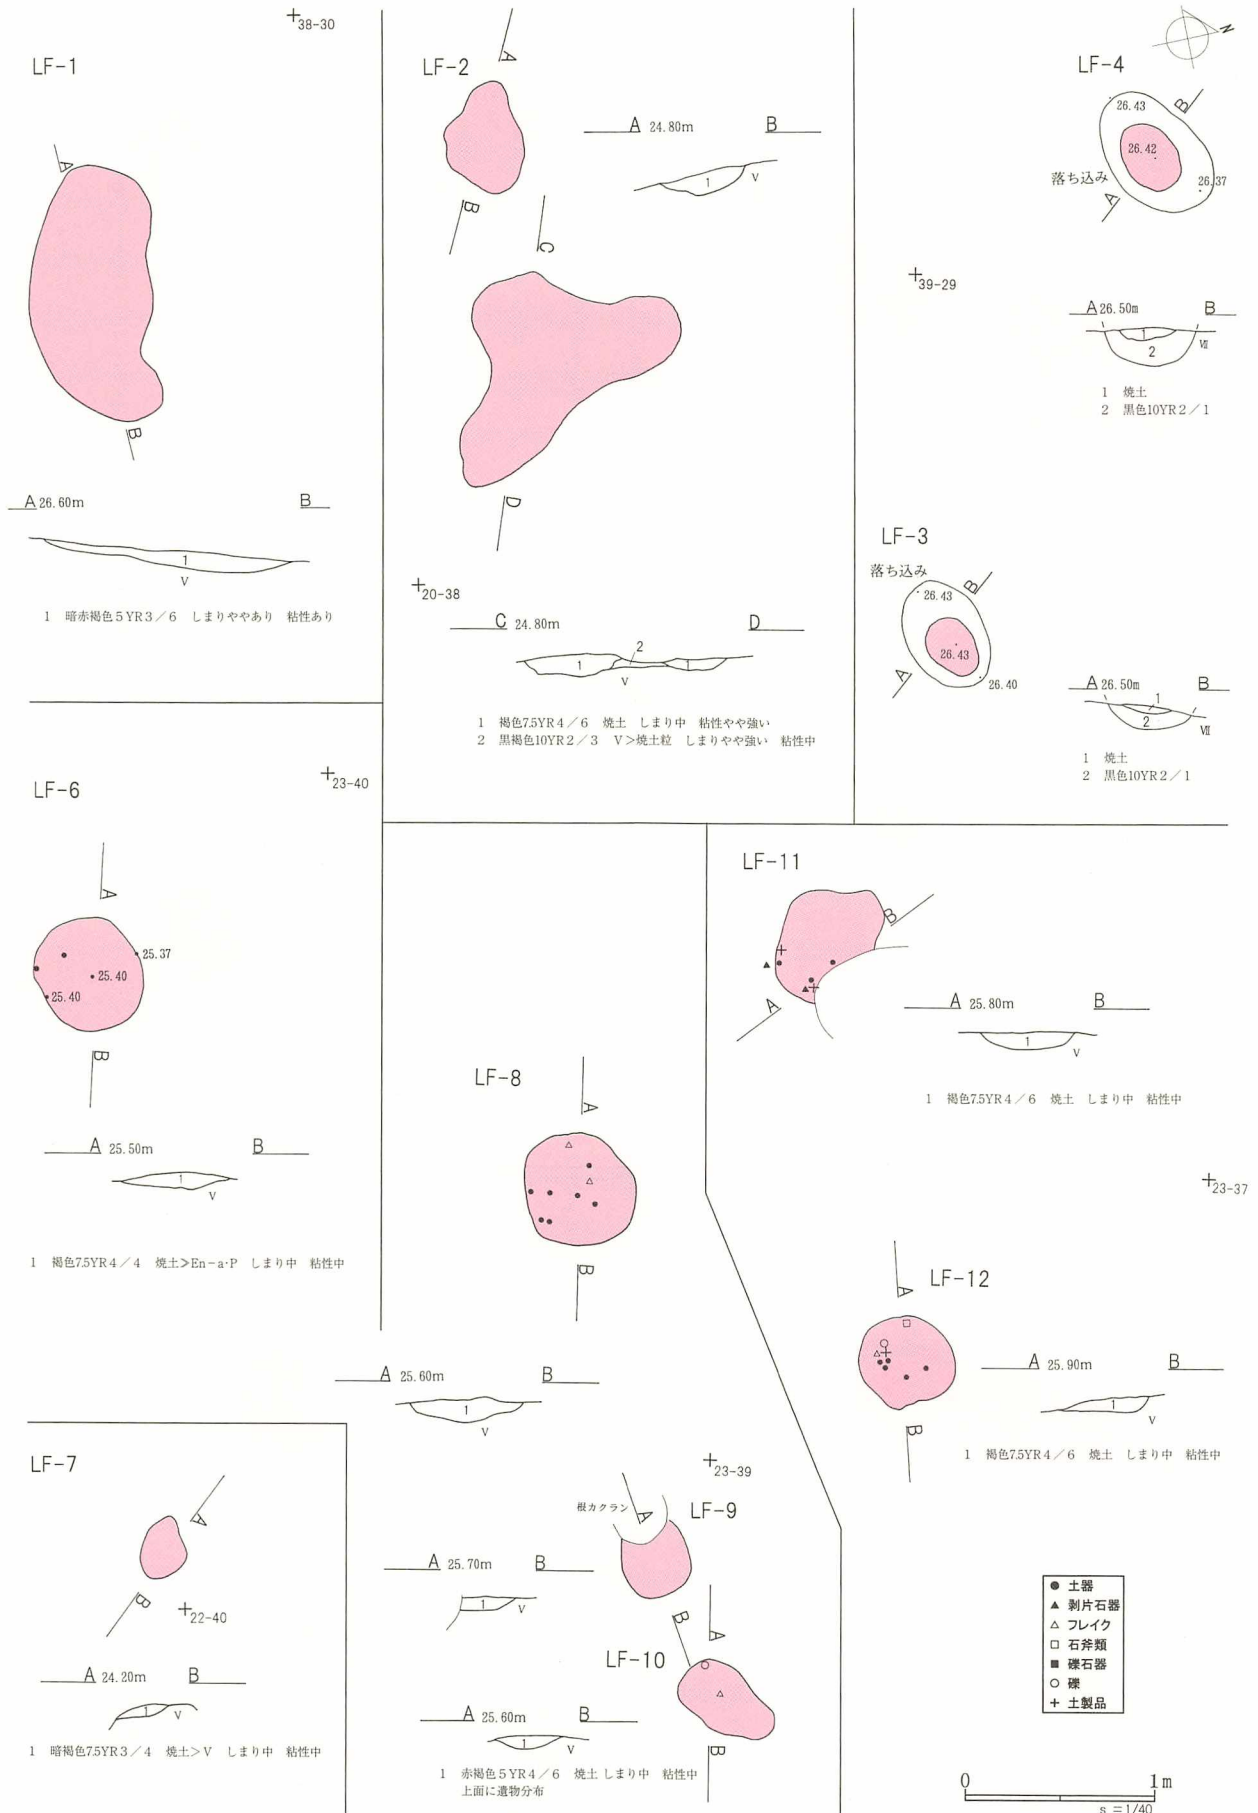 38-30
LF-1
A
B
A 26.60m B
1
V
1 暗赤褐色5YR3／6 しまりややあり 粘性あり
LF-2
A
B
A 24.80m B
1
V
C
D
20-38
C 24.80m D
2
1
1
V
1 褐色7.5YR4／6 焼土 しまり中 粘性やや強い
2 黒褐色10YR2／3 V＞焼土粒 しまりやや強い 粘性中
N
LF-4
26.43
B
26.42
落ち込み
26.37
A
39-29
A 26.50m B
1
2
Ⅶ
1 焼土
2 黒色10YR2／1
LF-3
落ち込み
B
26.43
26.43
A
26.40
A 26.50m B
1
2
Ⅶ
1 焼土
2 黒色10YR2／1
LF-6
23-40
A
25.37
25.40
25.40
B
A 25.50m B
1
V
1 褐色7.5YR4／4 焼土＞En-a·P しまり中 粘性中
LF-8
A
B
A 25.60m B
1
V
LF-11
B
A
A 25.80m B
1
V
1 褐色7.5YR4／6 焼土 しまり中 粘性中
23-37
A
LF-12
B
A 25.90m B
1
V
1 褐色7.5YR4／6 焼土 しまり中 粘性中
LF-7
A
B
22-40
A 24.20m B
1
V
1 暗褐色7.5YR3／4 焼土＞V しまり中 粘性中
23-39
根カクラン
A
LF-9
A 25.70m B
1
V
B
A
LF-10
A 25.60m B
1
V
B
1 赤褐色5YR4／6 焼土 しまり中 粘性中
上面に遺物分布
● 土器
▲ 剥片石器
△ フレイク
□ 石斧類
■ 礫石器
○ 礫
+ 土製品
0 1m
s =1/40